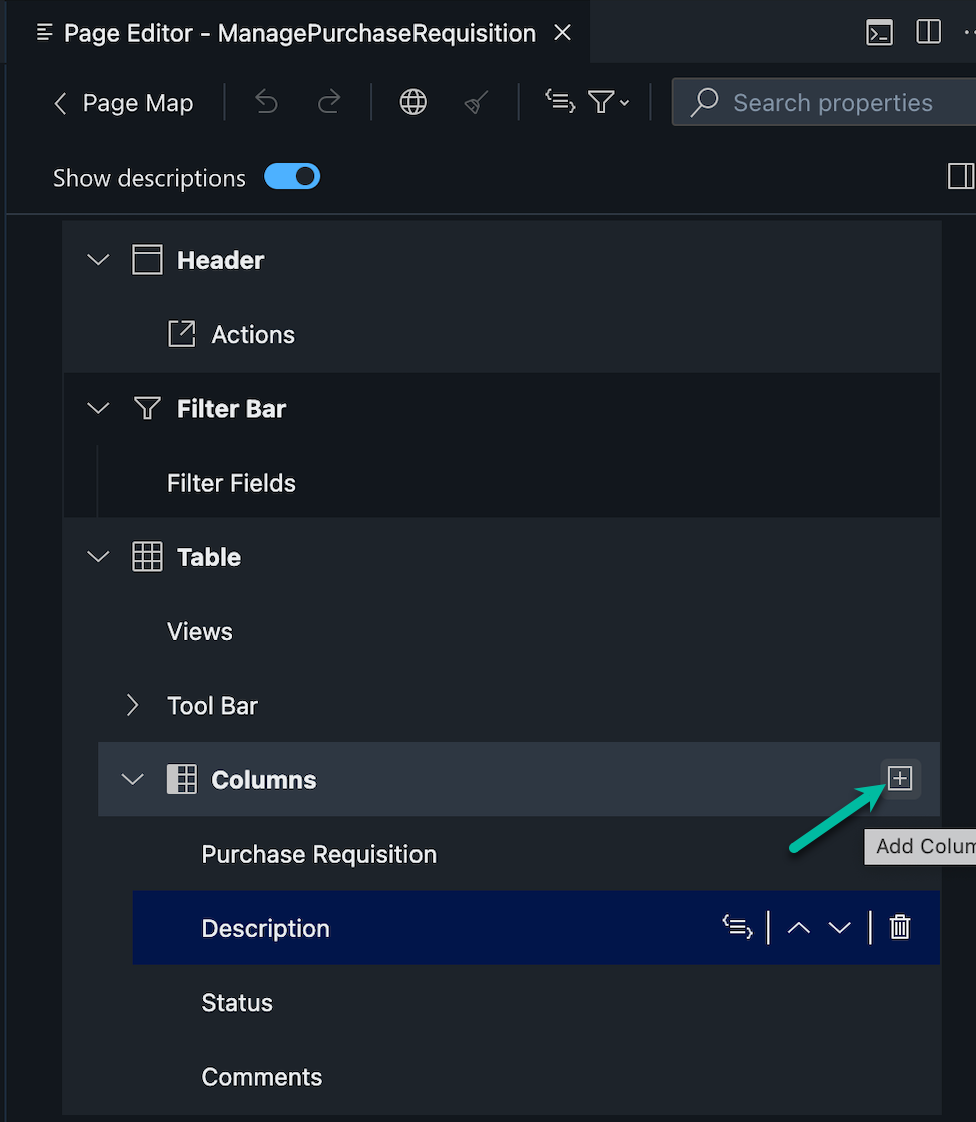 Page Editor - ManagePurchaseRequisition
Page Map
Search properties
Show descriptions
Header
Actions
Filter Bar
Filter Fields
Table
Views
Tool Bar
Columns
Add Colum
Purchase Requisition
Description
Status
Comments